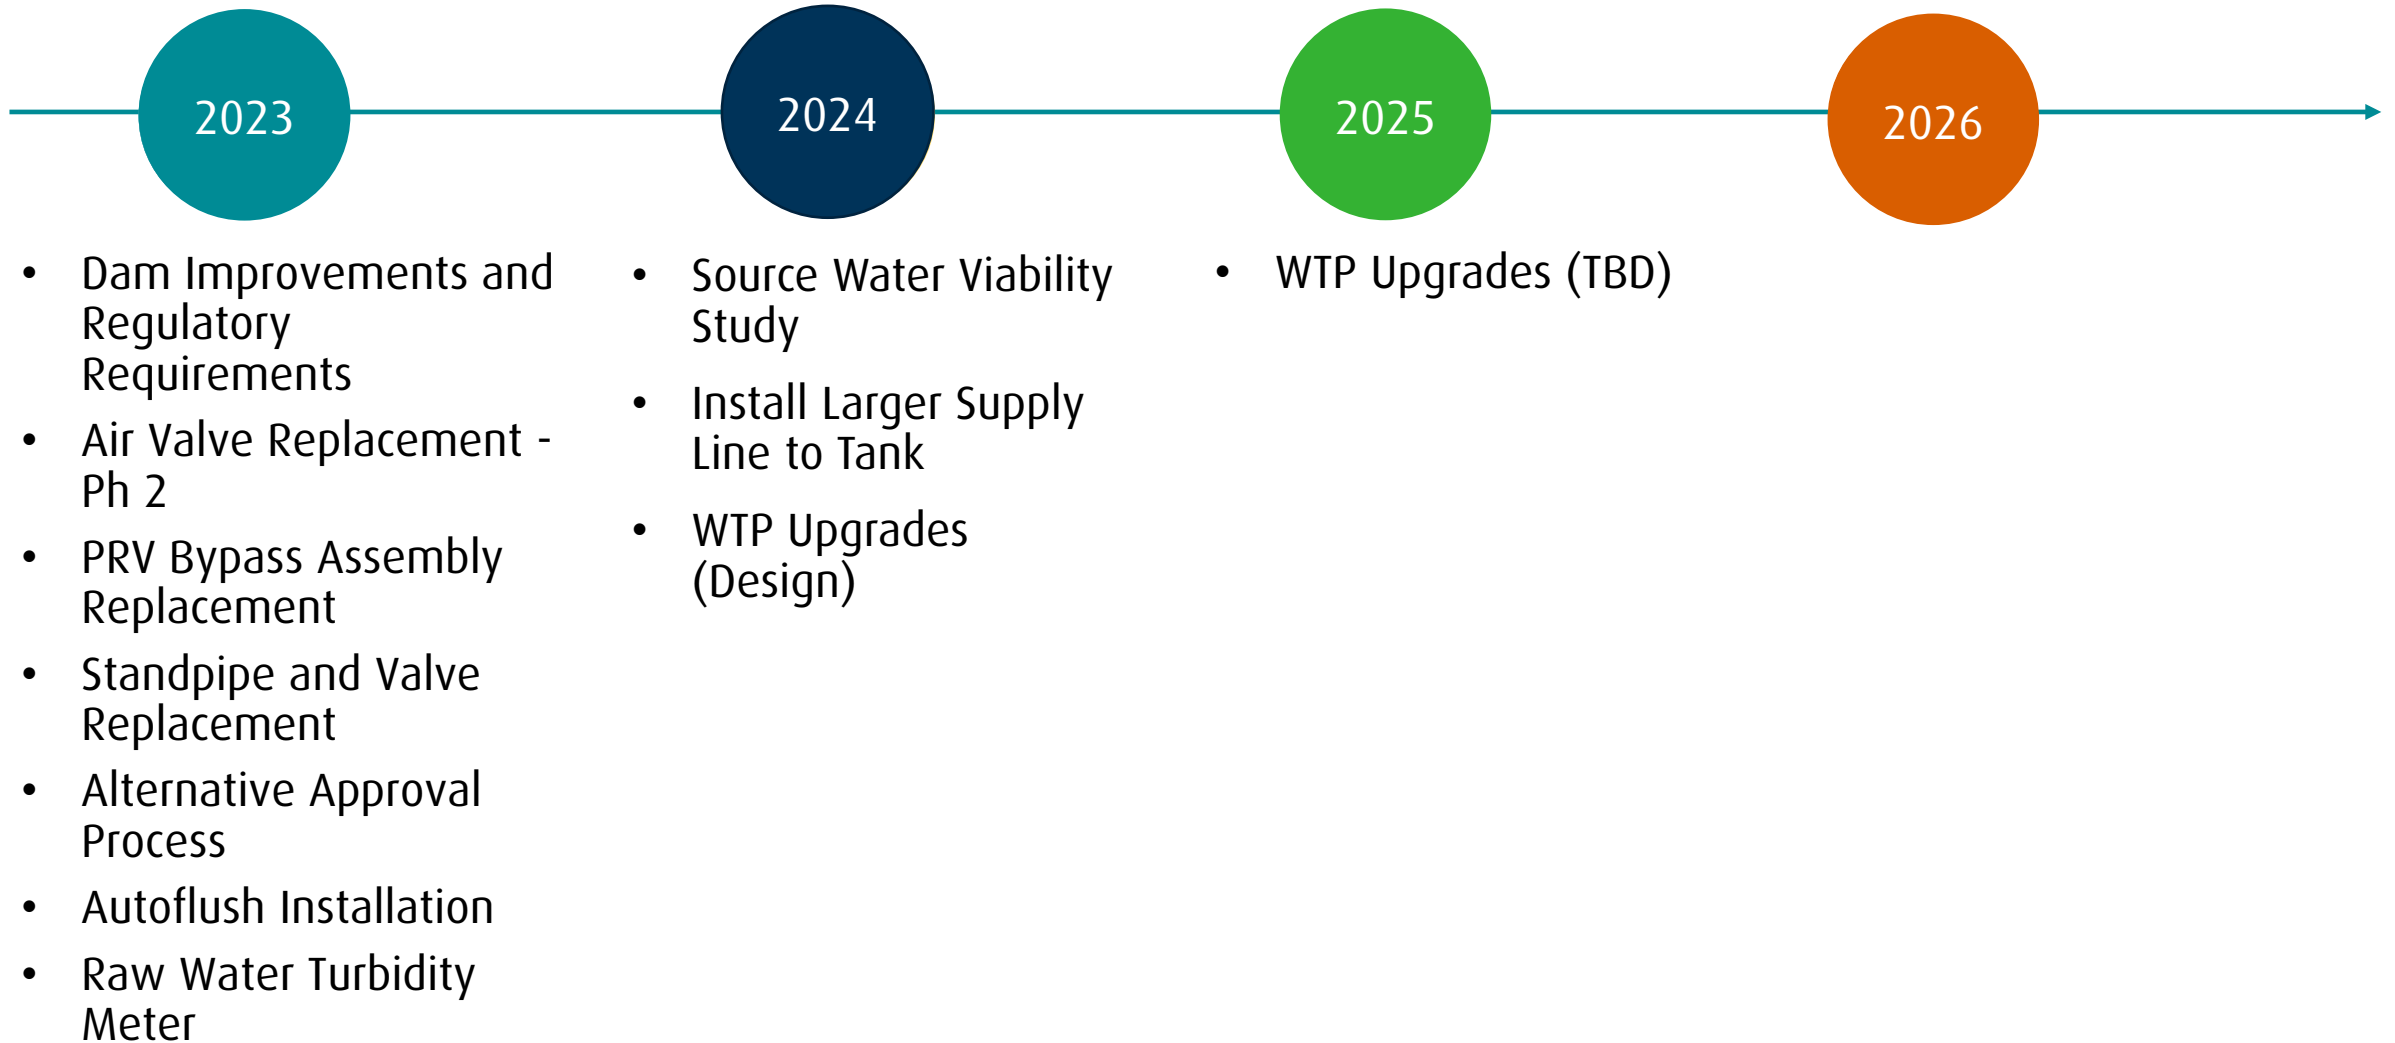 2023
2024
2025
2026
• Dam Improvements and
Regulatory
Requirements
• Air Valve Replacement -
Ph 2
• PRV Bypass Assembly
Replacement
• Standpipe and Valve
Replacement
• Alternative Approval
Process
• Autoflush Installation
• Raw Water Turbidity
Meter
• Source Water Viability
Study
• Install Larger Supply
Line to Tank
• WTP Upgrades
(Design)
• WTP Upgrades (TBD)